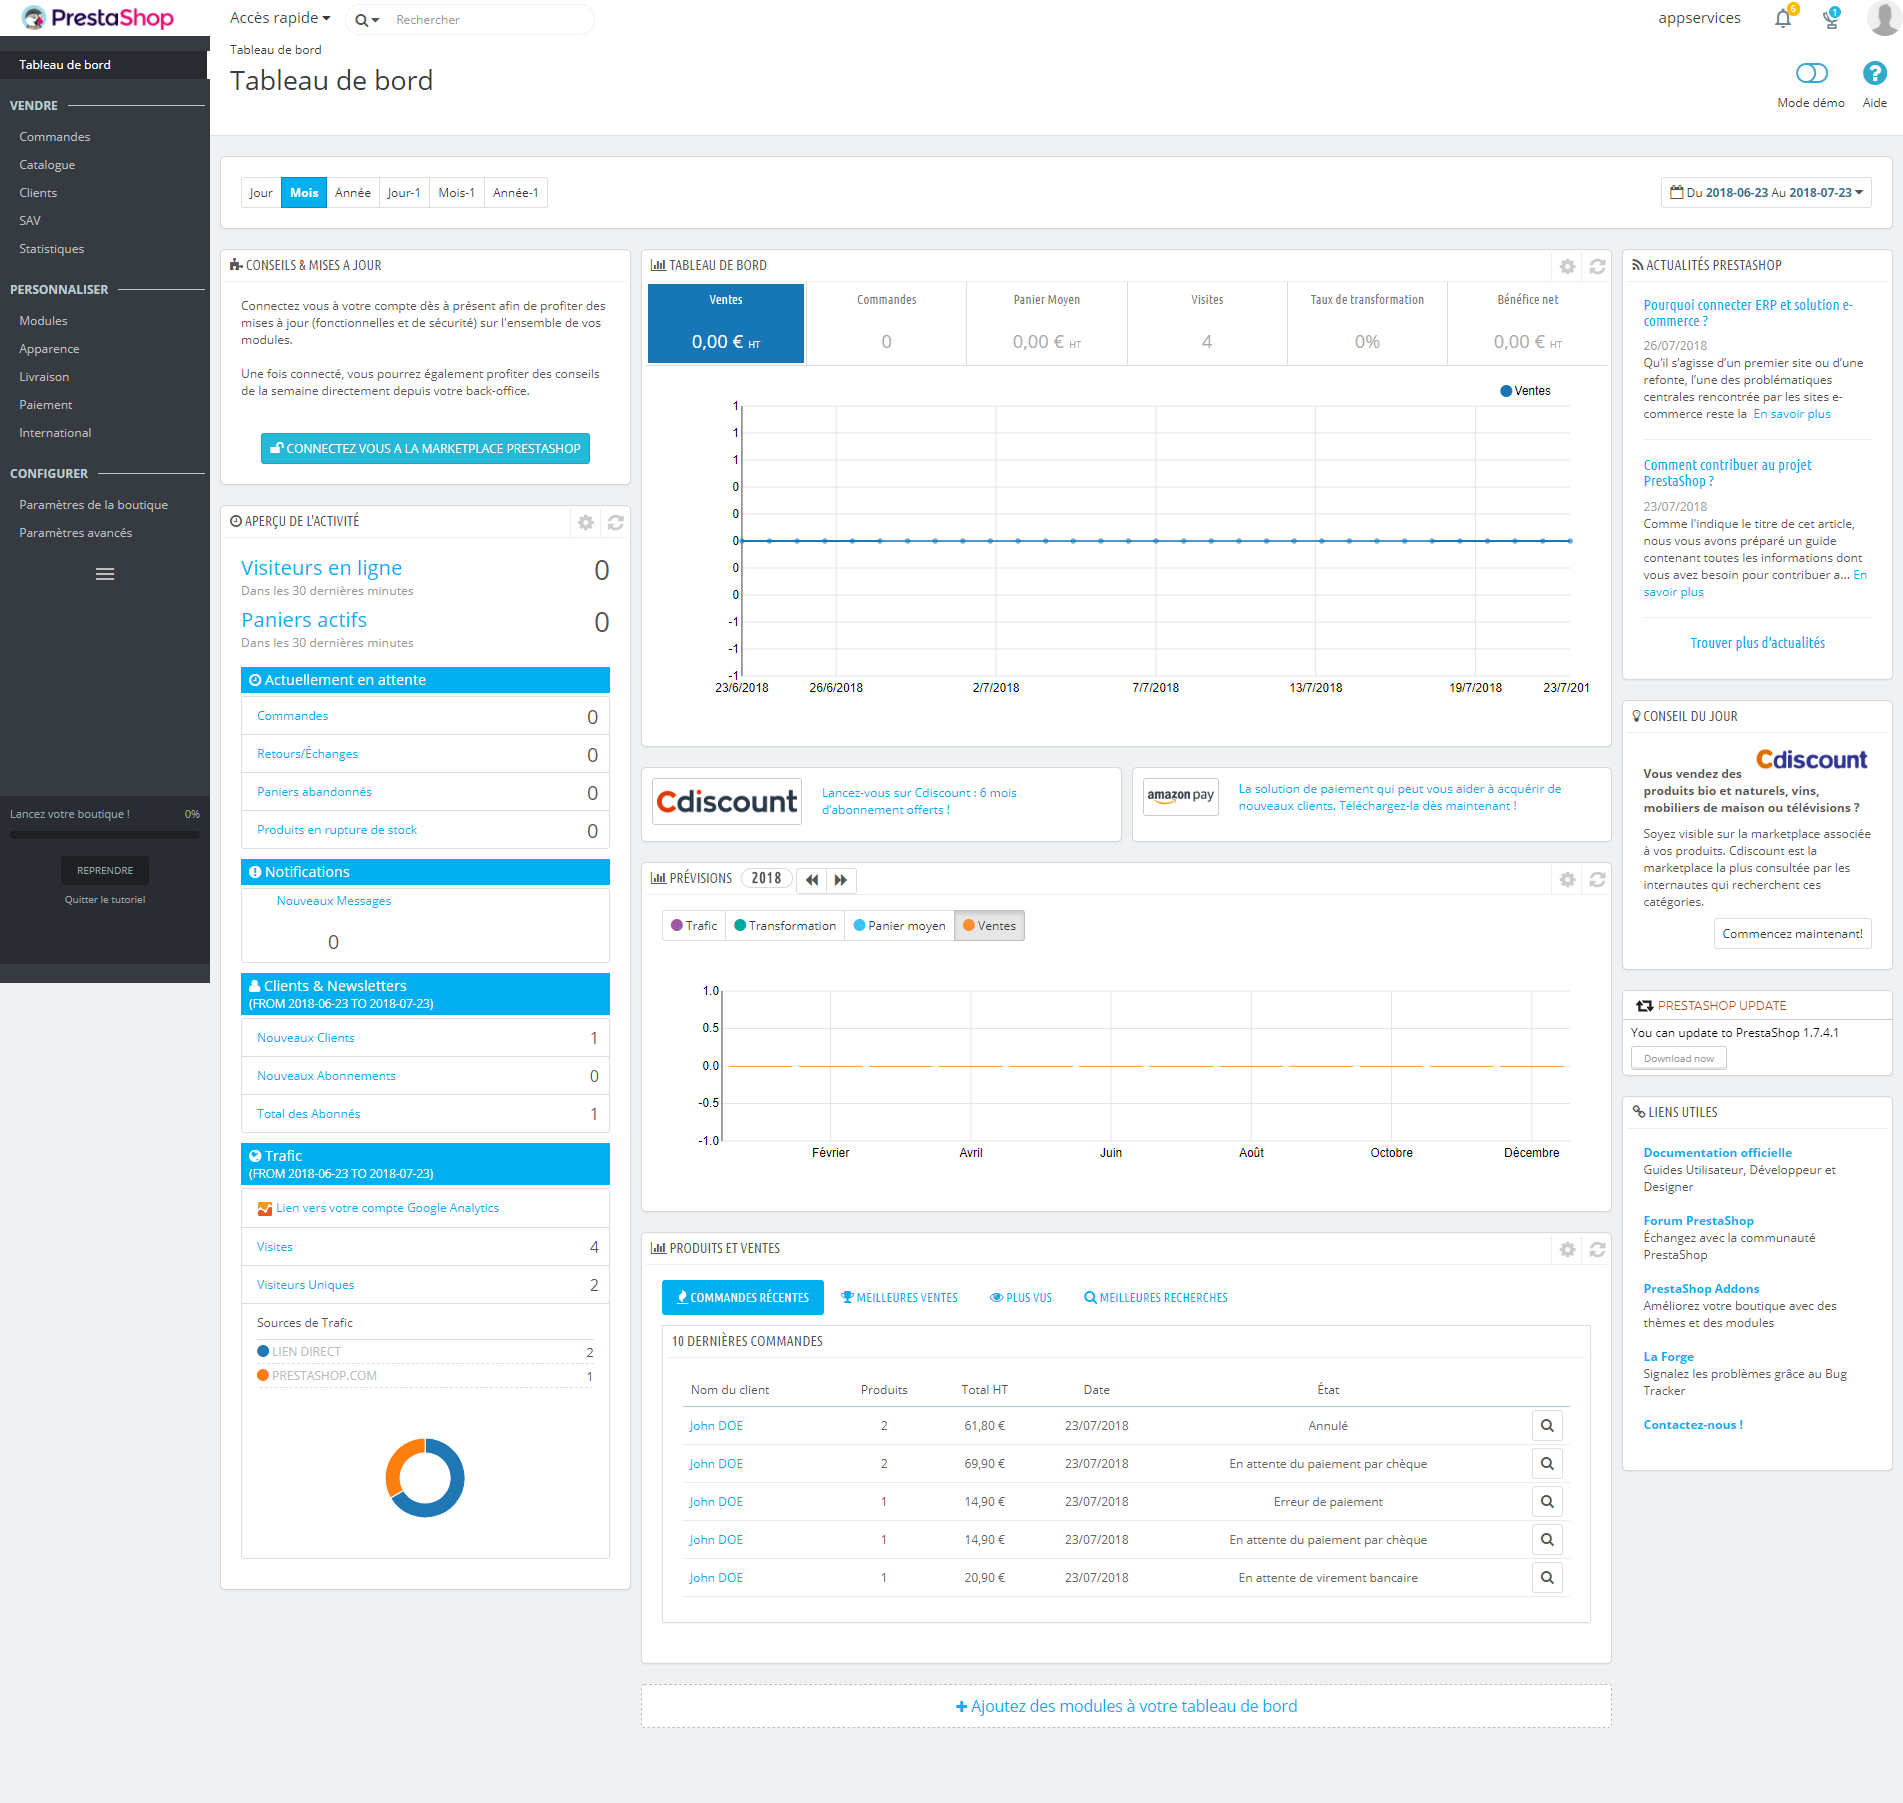 PrestaShop
Accès rapide
Rechercher
appservices
6
1
Tableau de bord
Tableau de bord
Mode démo
Aide
Tableau de bord
VENDRE
Commandes
Catalogue
Clients
SAV
Statistiques
PERSONNALISER
Modules
Apparence
Livraison
Paiement
International
CONFIGURER
Paramètres de la boutique
Paramètres avancés
Lancez votre boutique !
0%
REPRENDRE
Quitter le tutoriel
Jour
Mois
Année
Jour-1
Mois-1
Année-1
Du 2018-06-23 Au 2018-07-23
CONSEILS & MISES A JOUR
Connectez vous à votre compte dès à présent afin de profiter des
mises à jour (fonctionnelles et de sécurité) sur l'ensemble de vos
modules.
Une fois connecté, vous pourrez également profiter des conseils
de la semaine directement depuis votre back-office.
CONNECTEZ VOUS A LA MARKETPLACE PRESTASHOP
APERÇU DE L'ACTIVITÉ
Visiteurs en ligne
0
Dans les 30 dernières minutes
Paniers actifs
0
Dans les 30 dernières minutes
Actuellement en attente
Commandes
0
Retours/Échanges
0
Paniers abandonnés
0
Produits en rupture de stock
0
Notifications
Nouveaux Messages
0
Clients & Newsletters
(FROM 2018-06-23 TO 2018-07-23)
Nouveaux Clients
1
Nouveaux Abonnements
0
Total des Abonnés
1
Trafic
(FROM 2018-06-23 TO 2018-07-23)
Lien vers votre compte Google Analytics
Visites
4
Visiteurs Uniques
2
Sources de Trafic
LIEN DIRECT
2
PRESTASHOP.COM
1
TABLEAU DE BORD
Ventes
0,00 € HT
Commandes
0
Panier Moyen
0,00 € HT
Visites
4
Taux de transformation
0%
Bénéfice net
0,00 € HT
Ventes
1
1
1
0
0
0
0
0
-1
-1
-1
23/6/2018
26/6/2018
2/7/2018
7/7/2018
13/7/2018
19/7/2018
23/7/201
Cdiscount
Lancez-vous sur Cdiscount : 6 mois
d'abonnement offerts !
amazon pay
La solution de paiement qui peut vous aider à acquérir de
nouveaux clients. Téléchargez-la dès maintenant !
PRÉVISIONS
2018
Trafic
Transformation
Panier moyen
Ventes
1.0
0.5
0.0
-0.5
-1.0
Février
Avril
Juin
Août
Octobre
Décembre
PRODUITS ET VENTES
COMMANDES RÉCENTES
MEILLEURES VENTES
PLUS VUS
MEILLEURES RECHERCHES
10 DERNIÈRES COMMANDES
Nom du client Produits Total HT Date État
John DOE 2 61,80 € 23/07/2018 Annulé
John DOE 2 69,90 € 23/07/2018 En attente du paiement par chèque
John DOE 1 14,90 € 23/07/2018 Erreur de paiement
John DOE 1 14,90 € 23/07/2018 En attente du paiement par chèque
John DOE 1 20,90 € 23/07/2018 En attente de virement bancaire
Ajoutez des modules à votre tableau de bord
ACTUALITÉS PRESTASHOP
Pourquoi connecter ERP et solution e-
commerce ?
26/07/2018
Qu'il s'agisse d'un premier site ou d'une
refonte, l'une des problématiques
centrales rencontrée par les sites e-
commerce reste la En savoir plus
Comment contribuer au projet
PrestaShop ?
23/07/2018
Comme l'indique le titre de cet article,
nous vous avons préparé un guide
contenant toutes les informations dont
vous avez besoin pour contribuer a... En
savoir plus
Trouver plus d'actualités
CONSEIL DU JOUR
Cdiscount
Vous vendez des
produits bio et naturels, vins,
mobiliers de maison ou télévisions ?
Soyez visible sur la marketplace associée
à vos produits. Cdiscount est la
marketplace la plus consultée par les
internautes qui recherchent ces
catégories.
Commencez maintenant!
PRESTASHOP UPDATE
You can update to PrestaShop 1.7.4.1
Download now
LIENS UTILES
Documentation officielle
Guides Utilisateur, Développeur et
Designer
Forum PrestaShop
Échangez avec la communauté
PrestaShop
PrestaShop Addons
Améliorez votre boutique avec des
thèmes et des modules
La Forge
Signalez les problèmes grâce au Bug
Tracker
Contactez-nous !